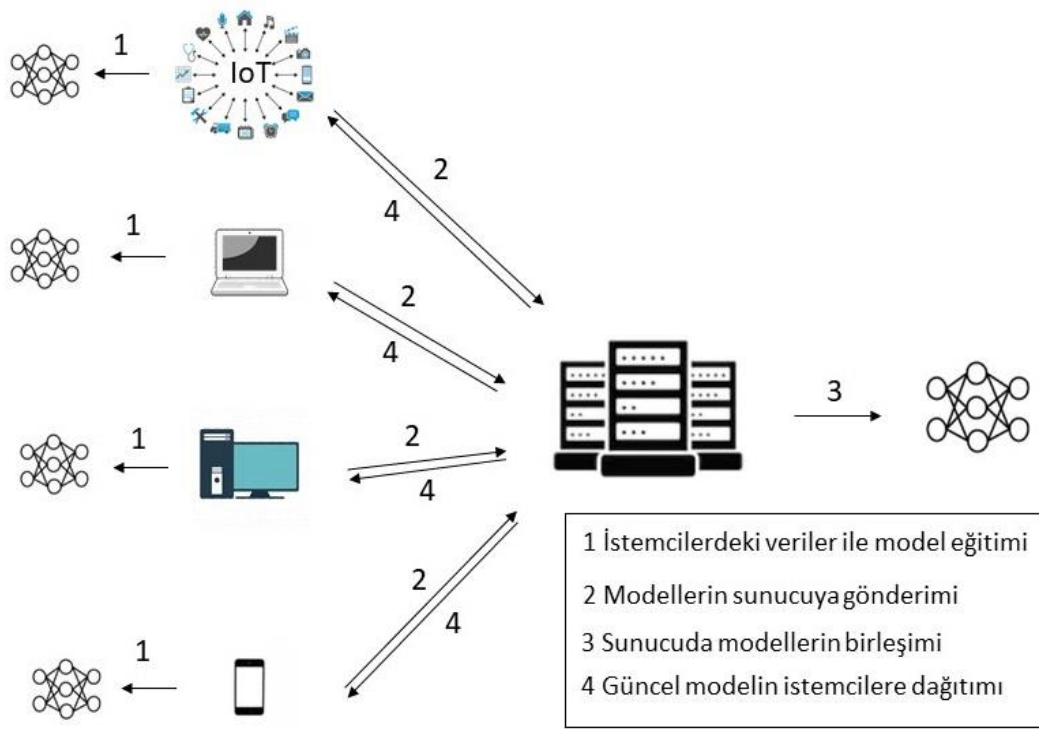 1
IoT
2
4
1
2
4
3
1
2
4
2
4
1
1 İstemcilerdeki veriler ile model eğitimi
2 Modellerin sunucuya gönderimi
3 Sunucuda modellerin birleşimi
4 Güncel modelin istemcilere dağıtımı